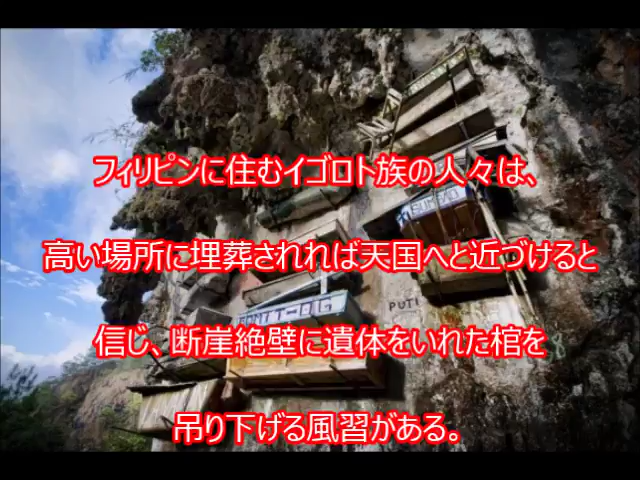 フィリピンに住むイゴロト族の人々は、
高い場所に埋葬されれば天国へと近づけると
信じ、断崖絶壁に遺体をいれた棺を
吊り下げる風習がある。